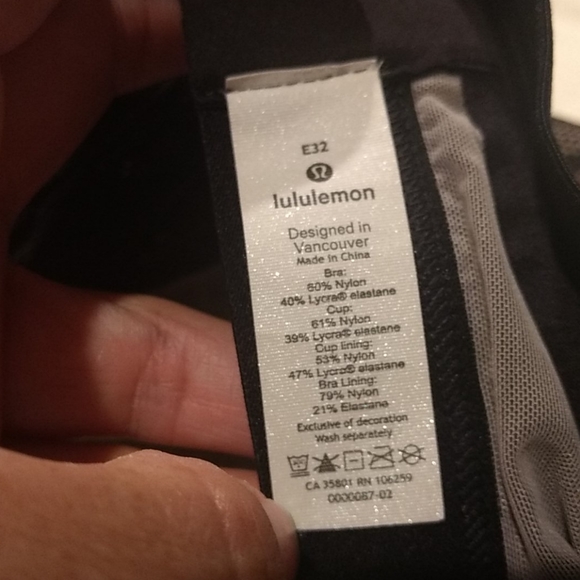 E32
lululemon
Designed in
Vancouver
Made in China
Bra:
60% Nylon
40% Lycra® elastane
Cup:
61% Nylon
39% Lycra® elastane
Cup lining:
53% Nylon
47% Lycra® elastane
Bra Lining:
79% Nylon
21% Elastane
Exclusive of decoration
Wash separately
CA 35801 RN 106259
0000087-02